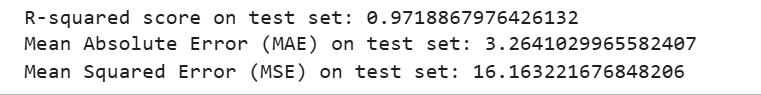 R-squared score on test set: 0.9718867976426132
Mean Absolute Error (MAE) on test set: 3.2641029965582407
Mean Squared Error (MSE) on test set: 16.163221676848206